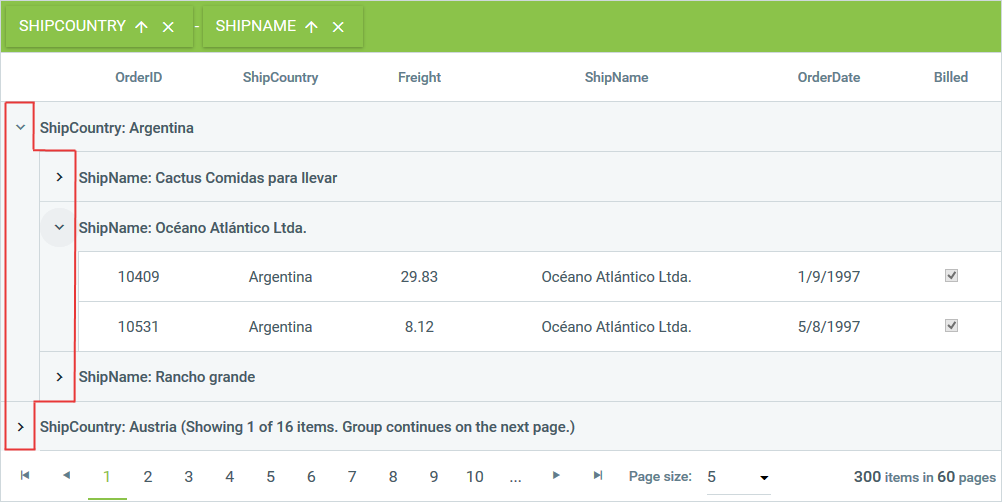 SHIPCOUNTRY - SHIPNAME
OrderID ShipCountry Freight ShipName OrderDate Billed
ShipCountry: Argentina
ShipName: Cactus Comidas para llevar
ShipName: Océano Atlántico Ltda.
10409 Argentina 29.83 Océano Atlántico Ltda. 1/9/1997
10531 Argentina 8.12 Océano Atlántico Ltda. 5/8/1997
ShipName: Rancho grande
ShipCountry: Austria (Showing 1 of 16 items. Group continues on the next page.)
1 2 3 4 5 6 7 8 9 10 ... Page size: 5 300 items in 60 pages